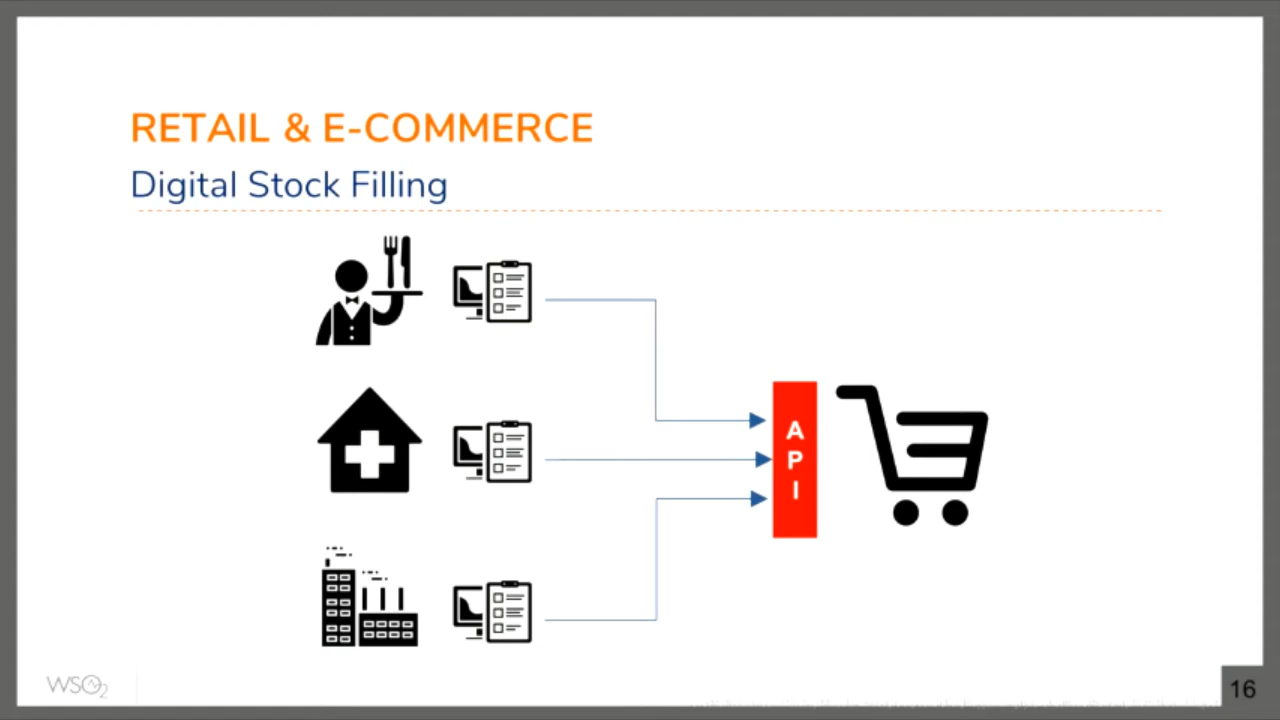 RETAIL & E-COMMERCE
Digital Stock Filling
A
P
I
WSO2
16